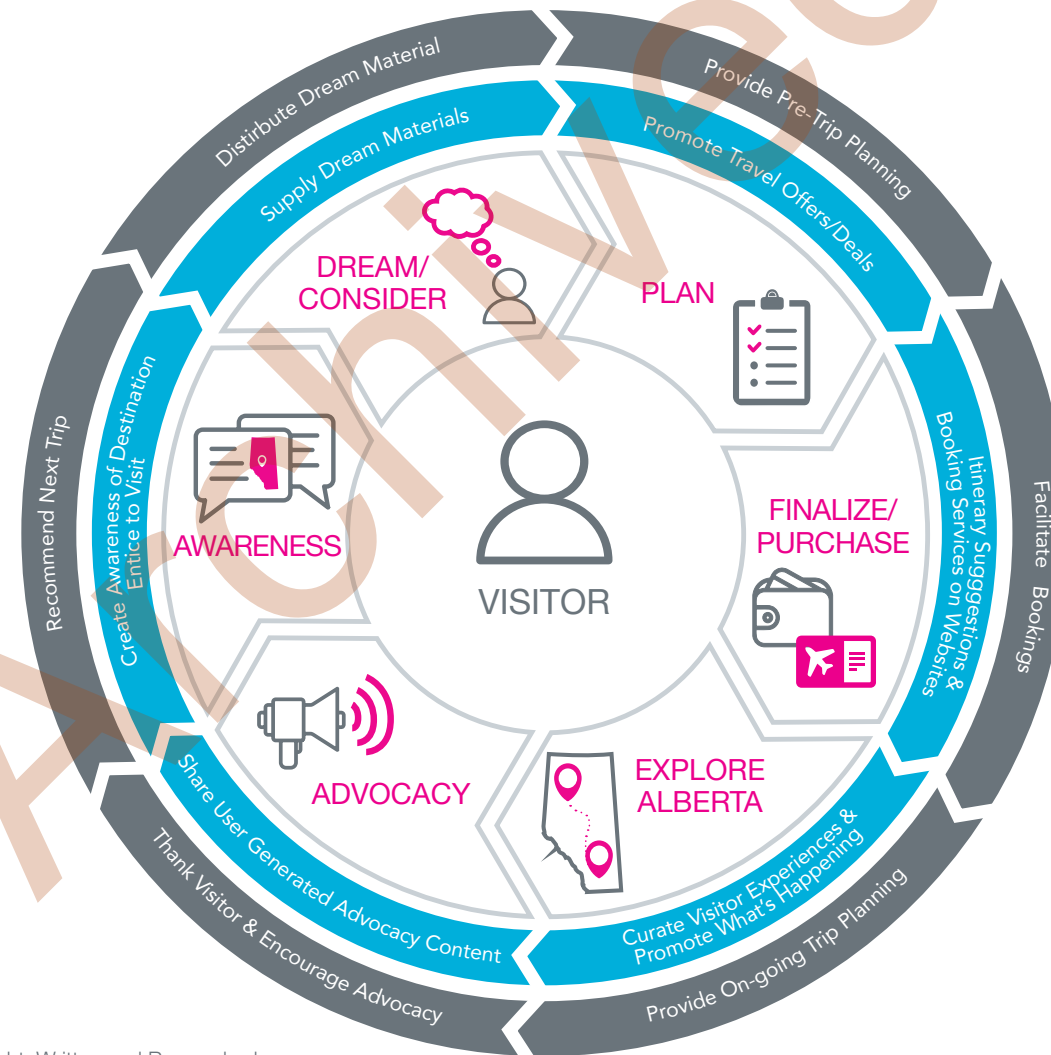 Distirbute Dream Material
Provide Pre-Trip Planning
Supply Dream Materials
Promote Travel Offers/Deals
DREAM/
CONSIDER
PLAN
Recommend Next Trip
Create Awareness of Destination
Entice to Visit
AWARENESS
VISITOR
FINALIZE/
PURCHASE
Itinerary Sugggestions &
Booking Services on Websites
Facilitate Bookings
ADVOCACY
EXPLORE
ALBERTA
Share User Generated Advocacy Content
Curate Visitor Experiences &
Promote What's Happening
Thank Visitor & Encourage Advocacy
Provide On-going Trip Planning
Archived